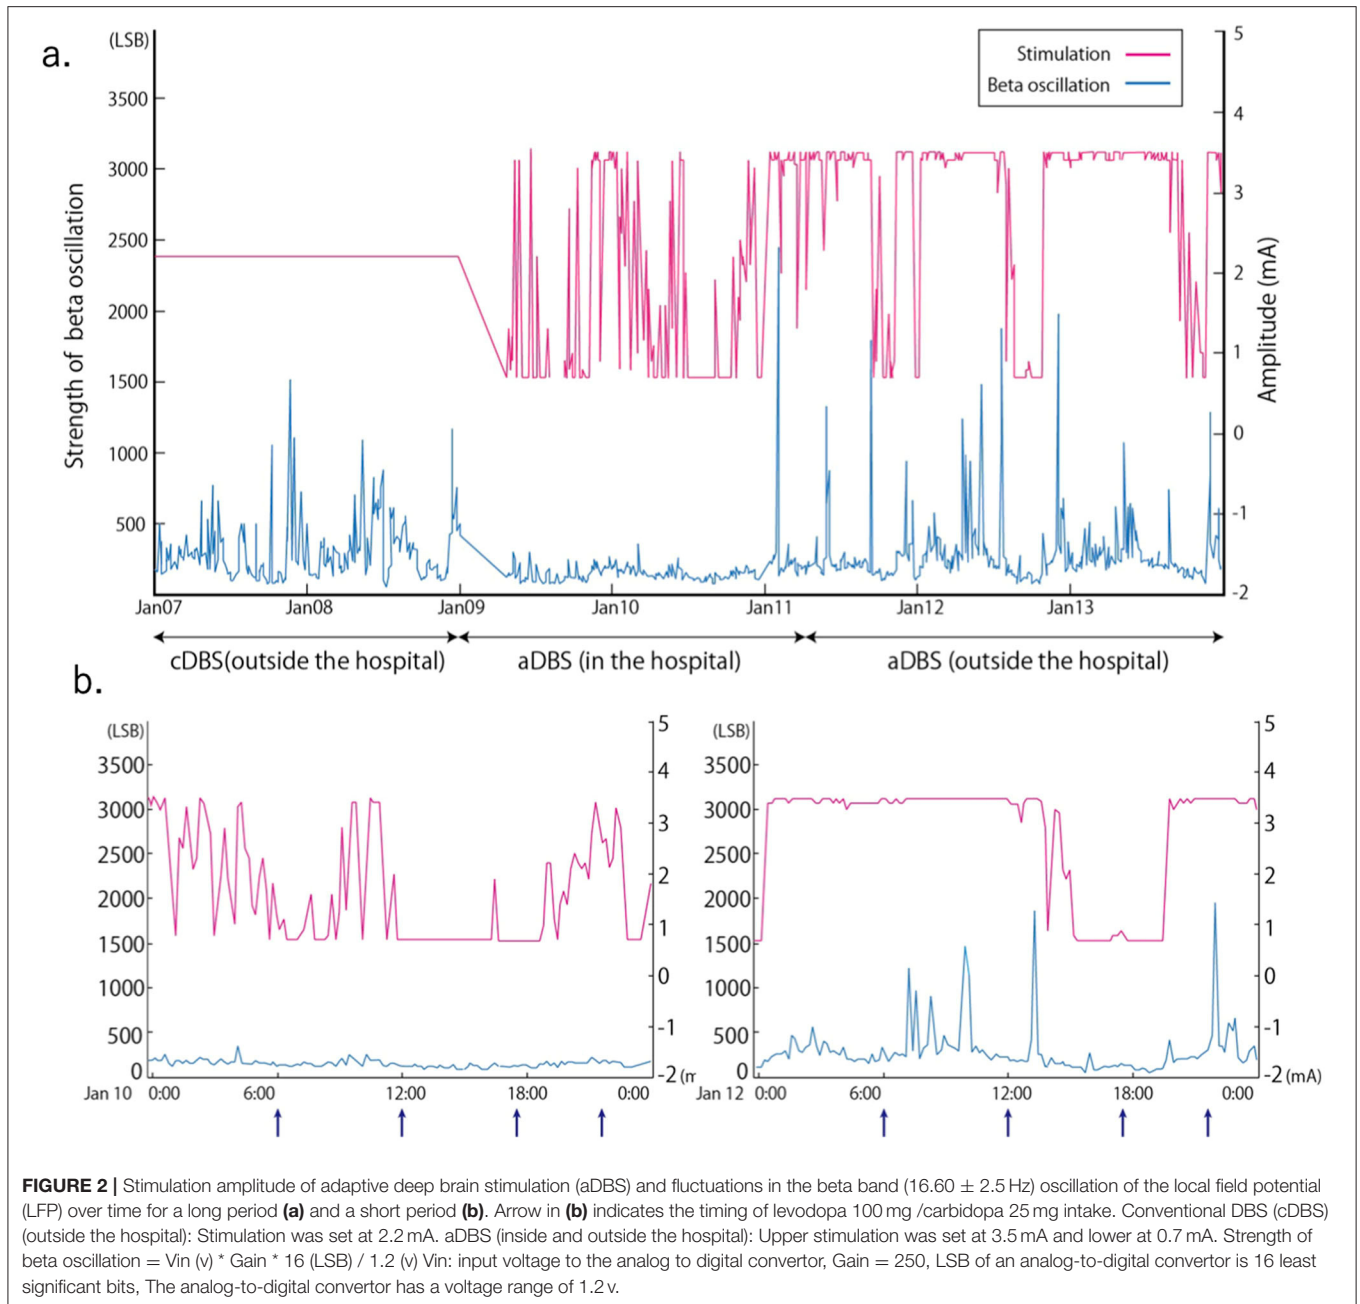 a.
(LSB)
5
Stimulation
Beta oscillation
3500
4
3000
3
2500
2
2000
1
1500
0
1000
-1
500
-2
Strength of beta oscillation
Amplitude (mA)
Jan07 Jan08 Jan09 Jan10 Jan11 Jan12 Jan13
cDBS(outside the hospital) aDBS (in the hospital) aDBS (outside the hospital)
b.
(LSB)
5
3500
4
3000
3
2500
2
2000
1
1500
0
1000
-1
500
0
-2 (m
Jan 10 0:00 6:00 12:00 18:00 0:00
(LSB)
5
3500
4
3000
3
2500
2
2000
1
1500
0
1000
-1
500
0
-2 (mA)
Jan 12 0:00 6:00 12:00 18:00 0:00
FIGURE 2 | Stimulation amplitude of adaptive deep brain stimulation (aDBS) and fluctuations in the beta band (16.60 ± 2.5 Hz) oscillation of the local field potential
(LFP) over time for a long period (a) and a short period (b). Arrow in (b) indicates the timing of levodopa 100 mg /carbidopa 25 mg intake. Conventional DBS (cDBS)
(outside the hospital): Stimulation was set at 2.2 mA. aDBS (inside and outside the hospital): Upper stimulation was set at 3.5 mA and lower at 0.7 mA. Strength of
beta oscillation = Vin (v) * Gain * 16 (LSB) / 1.2 (v) Vin: input voltage to the analog to digital convertor, Gain = 250, LSB of an analog-to-digital convertor is 16 least
significant bits, The analog-to-digital convertor has a voltage range of 1.2 v.